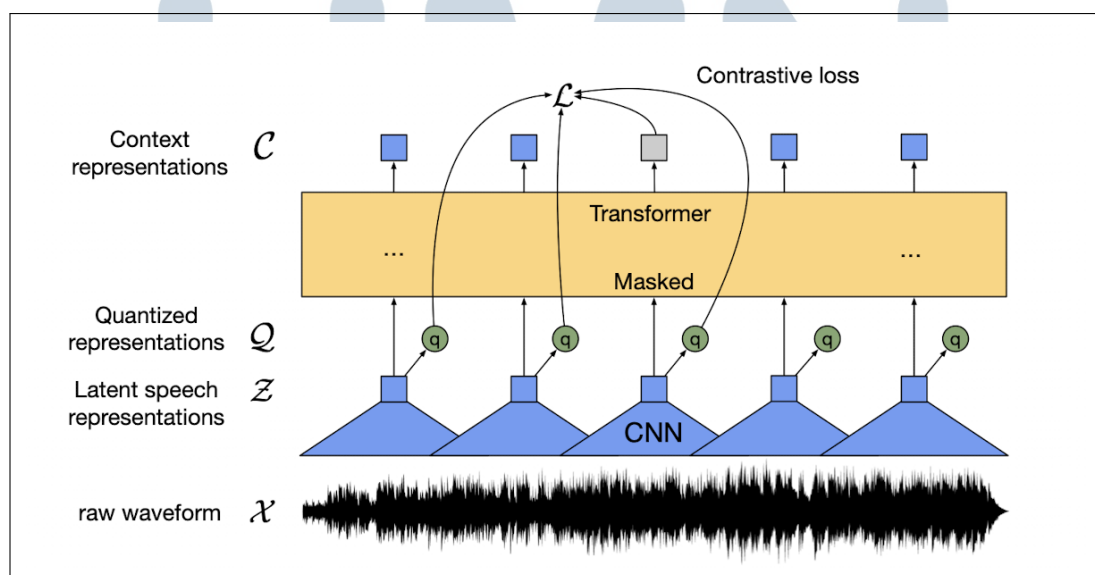 Contrastive loss
ℒ
Context
representations 𝒞
Transformer
... ...
Masked
Quantized
representations 𝒬
q q q q q
Latent speech
representations 𝒵
CNN
raw waveform 𝒳